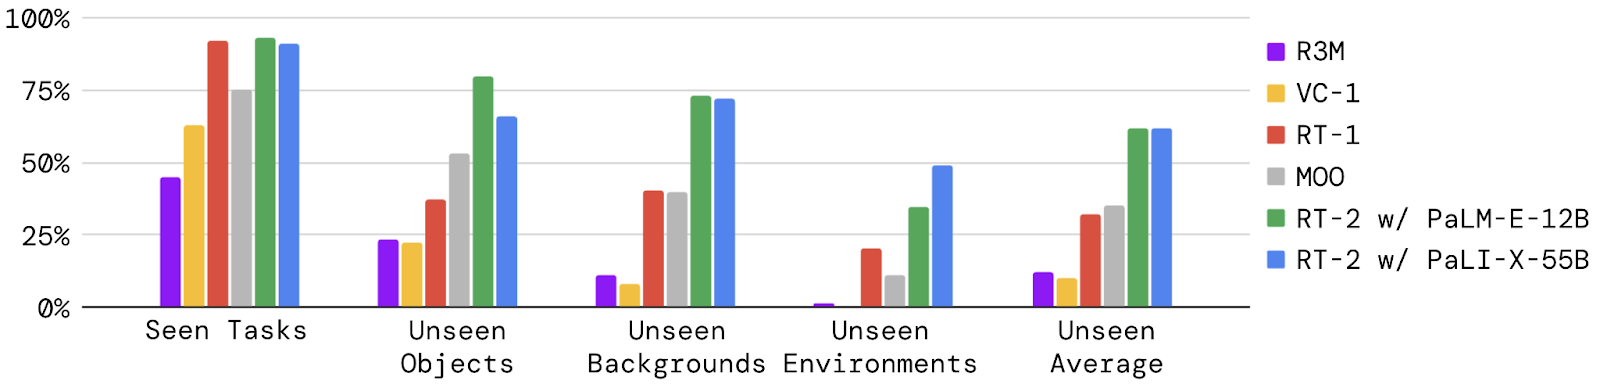 100%
75%
50%
25%
0%
Seen Tasks
Unseen
Objects
Unseen
Backgrounds
Unseen
Environments
Unseen
Average
R3M
VC-1
RT-1
MOO
RT-2 w/ PaLM-E-12B
RT-2 w/ PaLI-X-55B